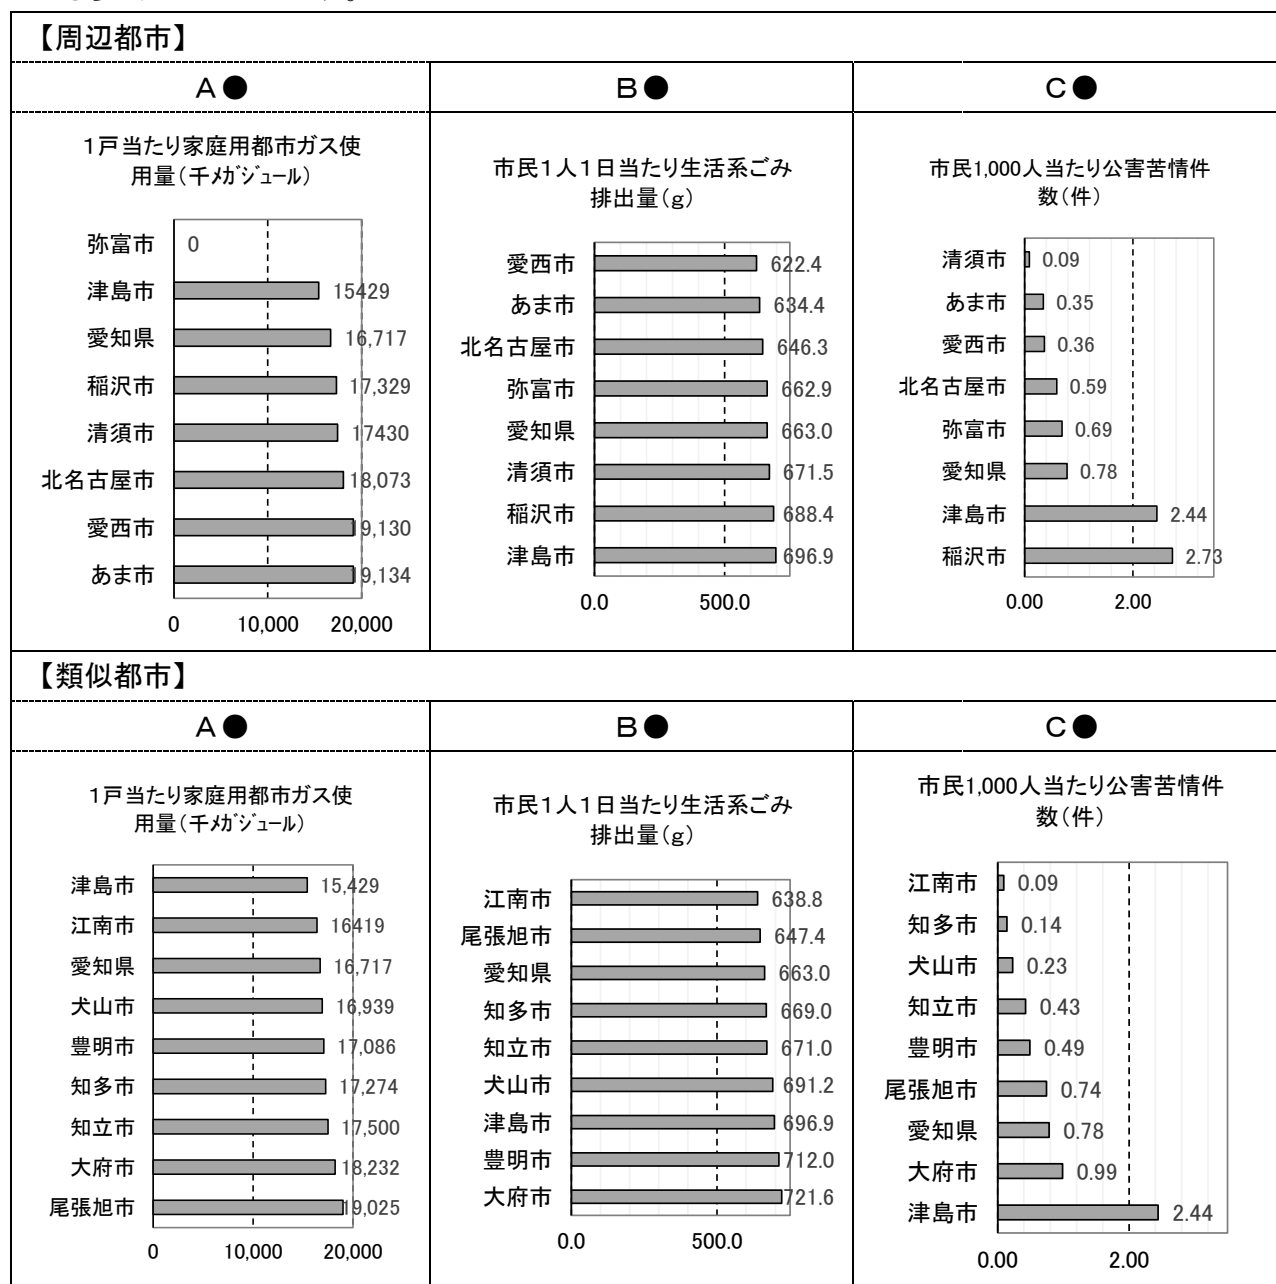 【周辺都市】
A●
B●
C●
1戸当たり家庭用都市ガス使
用量(千ﾒｶﾞｼﾞｭｰﾙ)
弥富市 0
津島市 15429
愛知県 16,717
稲沢市 17,329
清須市 17430
北名古屋市 18,073
愛西市 19,130
あま市 19,134
0 10,000 20,000
市民1人1日当たり生活系ごみ
排出量(g)
愛西市 622.4
あま市 634.4
北名古屋市 646.3
弥富市 662.9
愛知県 663.0
清須市 671.5
稲沢市 688.4
津島市 696.9
0.0 500.0
市民1,000人当たり公害苦情件
数(件)
清須市 0.09
あま市 0.35
愛西市 0.36
北名古屋市 0.59
弥富市 0.69
愛知県 0.78
津島市 2.44
稲沢市 2.73
0.00 2.00
【類似都市】
A●
B●
C●
1戸当たり家庭用都市ガス使
用量(千ﾒｶﾞｼﾞｭｰﾙ)
津島市 15,429
江南市 16419
愛知県 16,717
犬山市 16,939
豊明市 17,086
知多市 17,274
知立市 17,500
大府市 18,232
尾張旭市 19,025
0 10,000 20,000
市民1人1日当たり生活系ごみ
排出量(g)
江南市 638.8
尾張旭市 647.4
愛知県 663.0
知多市 669.0
知立市 671.0
犬山市 691.2
津島市 696.9
豊明市 712.0
大府市 721.6
0.0 500.0
市民1,000人当たり公害苦情件
数(件)
江南市 0.09
知多市 0.14
犬山市 0.23
知立市 0.43
豊明市 0.49
尾張旭市 0.74
愛知県 0.78
大府市 0.99
津島市 2.44
0.00 2.00